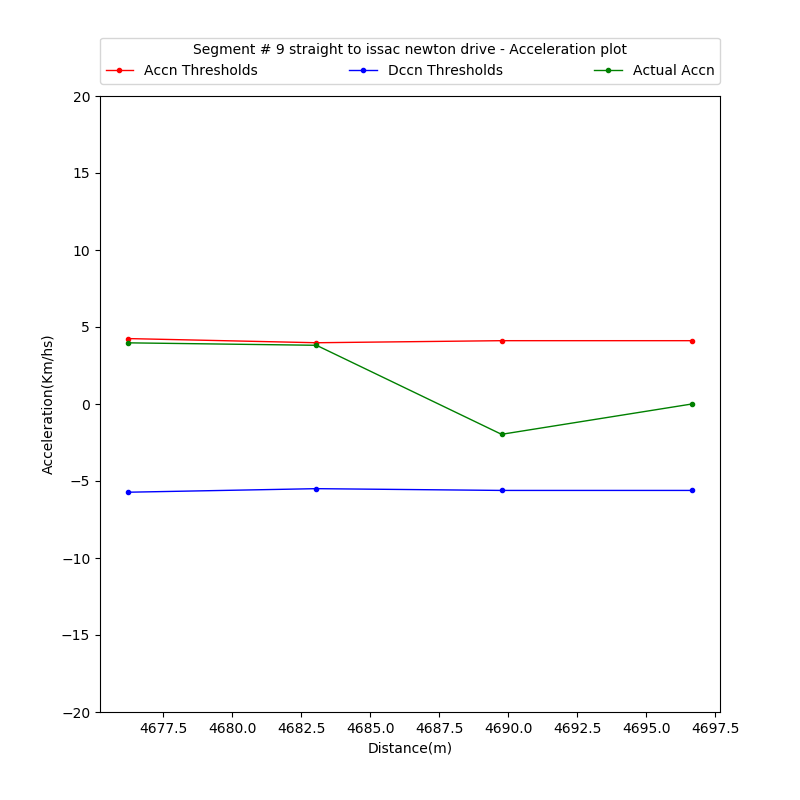 Segment # 9 straight to issac newton drive - Acceleration plot
Accn Thresholds Dccn Thresholds Actual Accn
20
15
10
5
0
−5
−10
−15
−20
Acceleration(Km/hs)
4677.5 4680.0 4682.5 4685.0 4687.5 4690.0 4692.5 4695.0 4697.5
Distance(m)